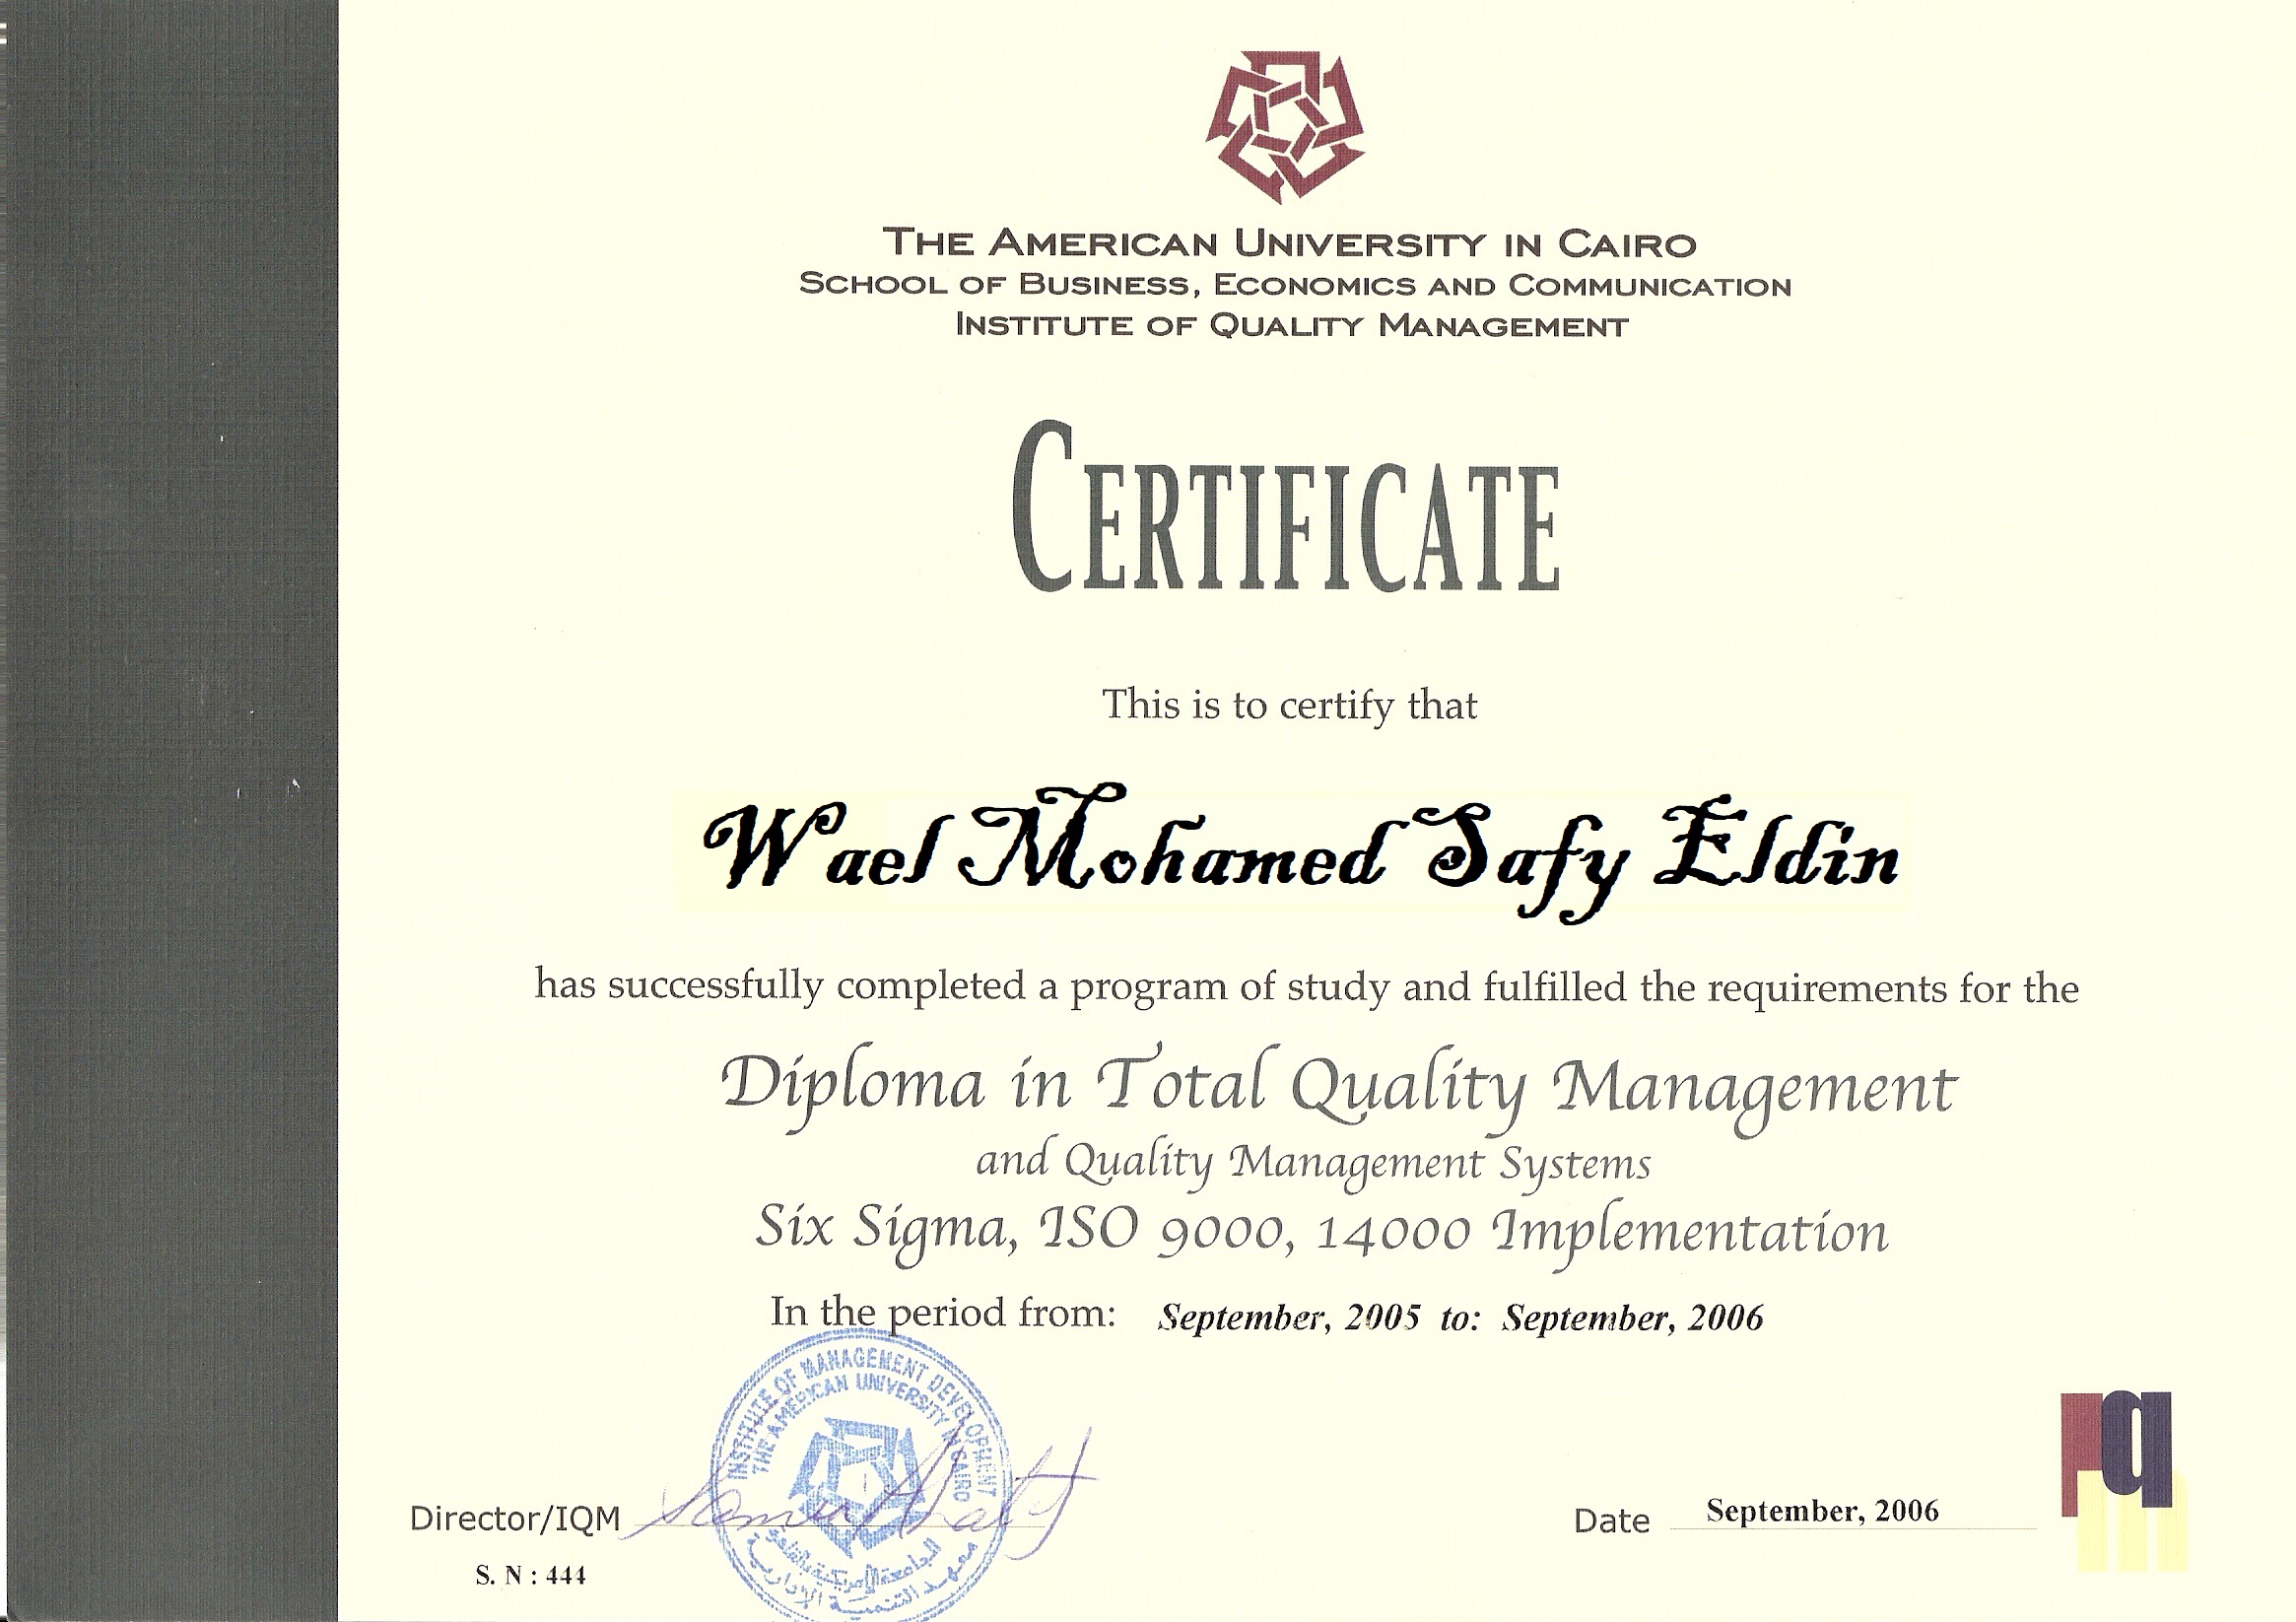 THE AMERICAN UNIVERSITY IN CAIRO
SCHOOL OF BUSINESS, ECONOMICS AND COMMUNICATION
INSTITUTE OF QUALITY MANAGEMENT
CERTIFICATE
This is to certify that
Wael Mohamed Safy Eldin
has successfully completed a program of study and fulfilled the requirements for the
Diploma in Total Quality Management
and Quality Management Systems
Six Sigma, ISO 9000, 14000 Implementation
In the period from: September, 2005 to: September, 2006
INSTITUTE OF MANAGEMENT DEVELOPMENT
THE AMERICAN UNIVERSITY IN CAIRO
الجامعة الأمريكية بالقاهرة
معهد التنمية الإدارية
Director/IQM
Date September, 2006
S. N : 444
iqm